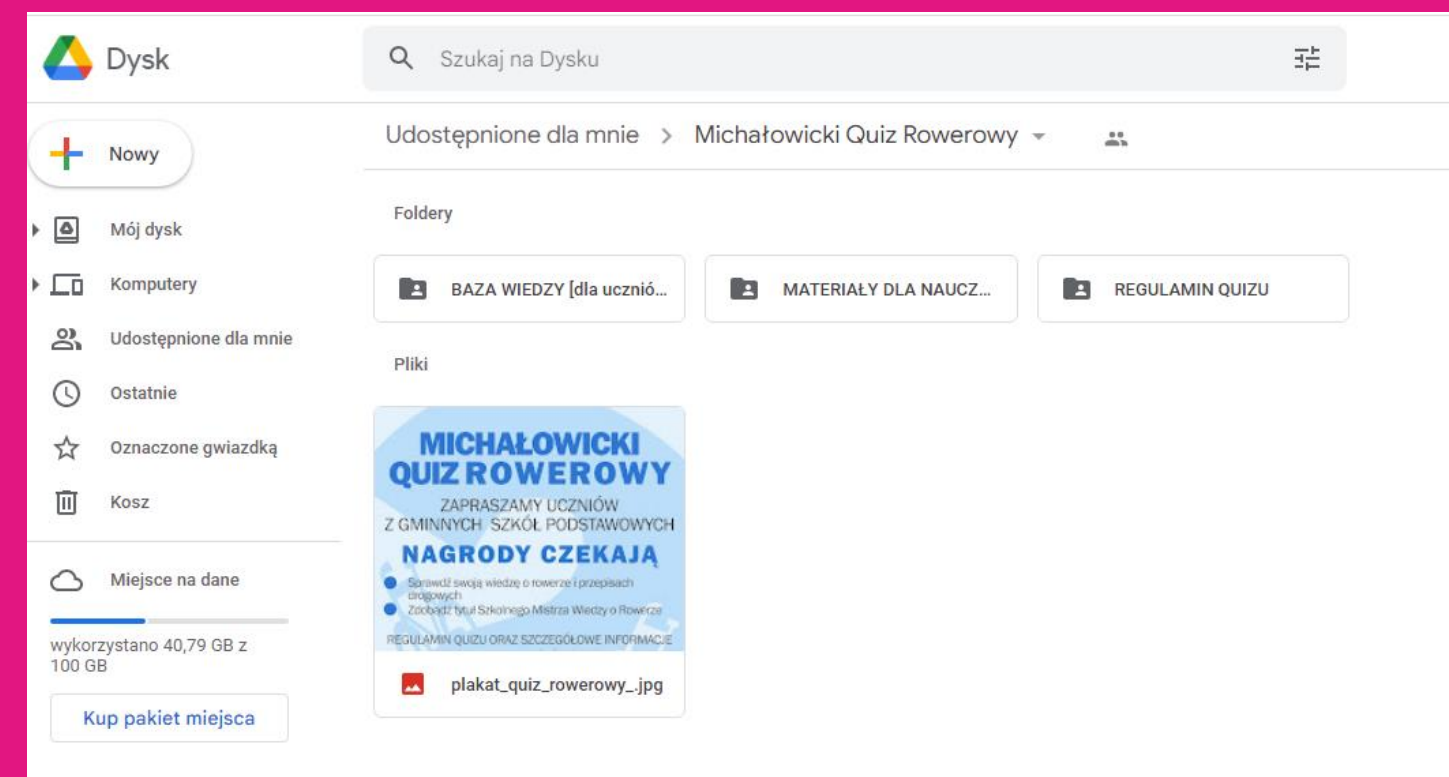 Dysk
Szukaj na Dysku
Udostępnione dla mnie > Michałowicki Quiz Rowerowy
Nowy
Mój dysk
Komputery
Udostępnione dla mnie
Ostatnie
Oznaczone gwiazdką
Kosz
Miejsce na dane
wykorzystano 40,79 GB z
100 GB
Kup pakiet miejsca
Foldery
BAZA WIEDZY [dla ucznió...
MATERIAŁY DLA NAUCZ...
REGULAMIN QUIZU
Pliki
MICHAŁOWICKI
QUIZ ROWEROWY
ZAPRASZAMY UCZNIÓW
Z GMINNYCH SZKÓŁ PODSTAWOWYCH
NAGRODY CZEKAJĄ
Sprawdź swoją wiedzę o rowerze i przepisach
drogowych
Zdobądź tytuł Szkolnego Mistrza Wiedzy o Rowerze
REGULAMIN QUIZU ORAZ SZCZEGÓŁOWE INFORMACJE
plakat_quiz_rowerowy_.jpg